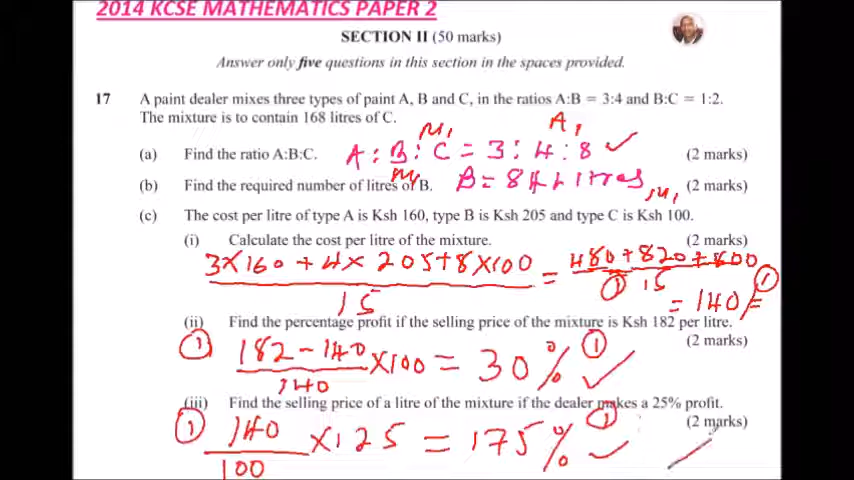 2014 KCSE MATHEMATICS PAPER 2
SECTION II (50 marks)
Answer only five questions in this section in the spaces provided.
17 A paint dealer mixes three types of paint A, B and C, in the ratios A:B = 3:4 and B:C = 1:2.
The mixture is to contain 168 litres of C.
M1 A1
(a) Find the ratio A:B:C. A : B : C = 3 : 4 : 8 ✓ (2 marks)
M1
(b) Find the required number of litres of B. B = 84 Litres M1 (2 marks)
(c) The cost per litre of type A is Ksh 160, type B is Ksh 205 and type C is Ksh 100.
(i) Calculate the cost per litre of the mixture. (2 marks)
3×160 + 4× 205+8×100 = 480+820+800
15 1 15 = 140/= 1
(ii) Find the percentage profit if the selling price of the mixture is Ksh 182 per litre.
(2 marks)
1 182 - 140 ×100 = 30 % 1 ✓
140
(iii) Find the selling price of a litre of the mixture if the dealer makes a 25% profit.
(2 marks)
1 140 ×125 = 175% 1 ✓
100